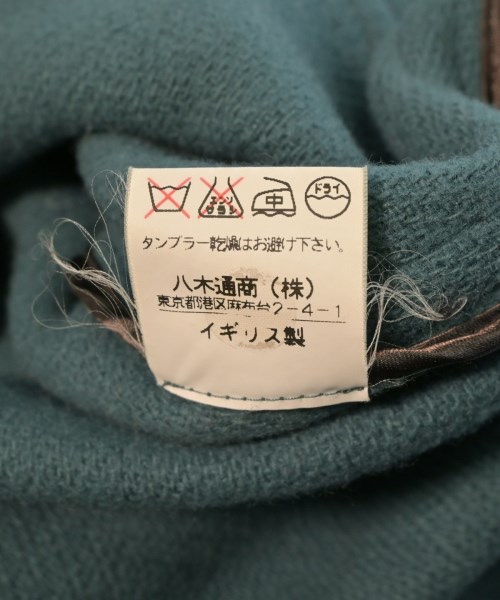 エンソ 中 ドライ
サラシ
タンブラー乾燥はお避け下さい。
八木通商(株)
東京都港区麻布台2-4-1
イギリス製